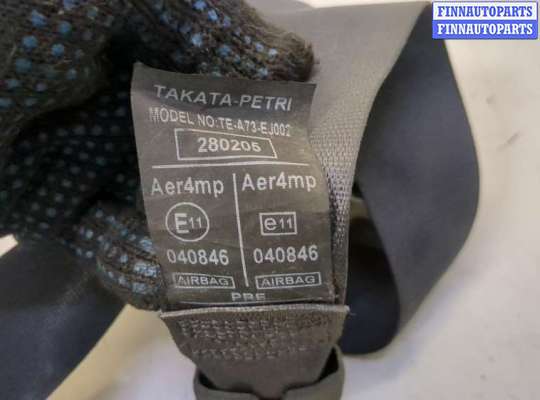 FINNAUTOPARTS
FINNAUTOPARTS
TAKATA-PETRI
MODEL NO:TE-A73-EJ002
280205
Aer4mp Aer4mp
E11 e11
040846 040846
AIRBAG AIRBAG
PRE